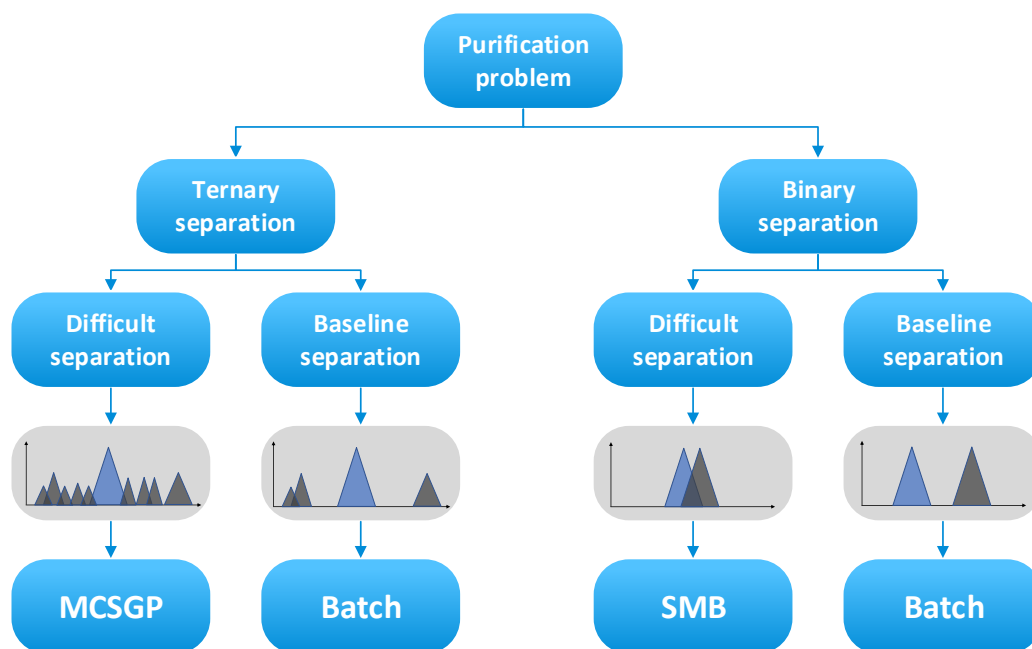 Purification
problem
Ternary
separation
Binary
separation
Difficult
separation
Baseline
separation
Difficult
separation
Baseline
separation
MCSGP
Batch
SMB
Batch